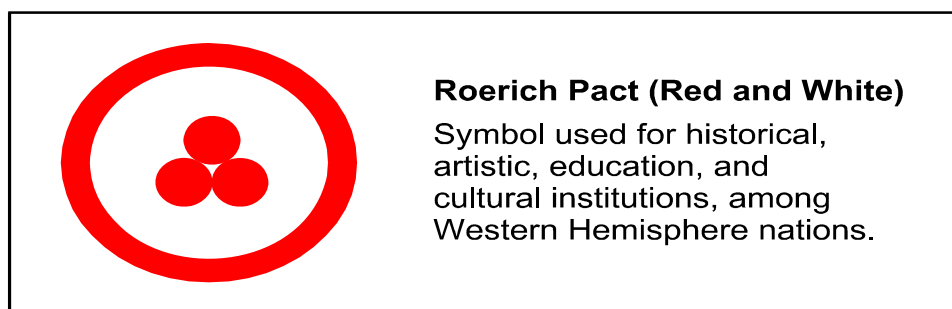 Roerich Pact (Red and White)
Symbol used for historical,
artistic, education, and
cultural institutions, among
Western Hemisphere nations.